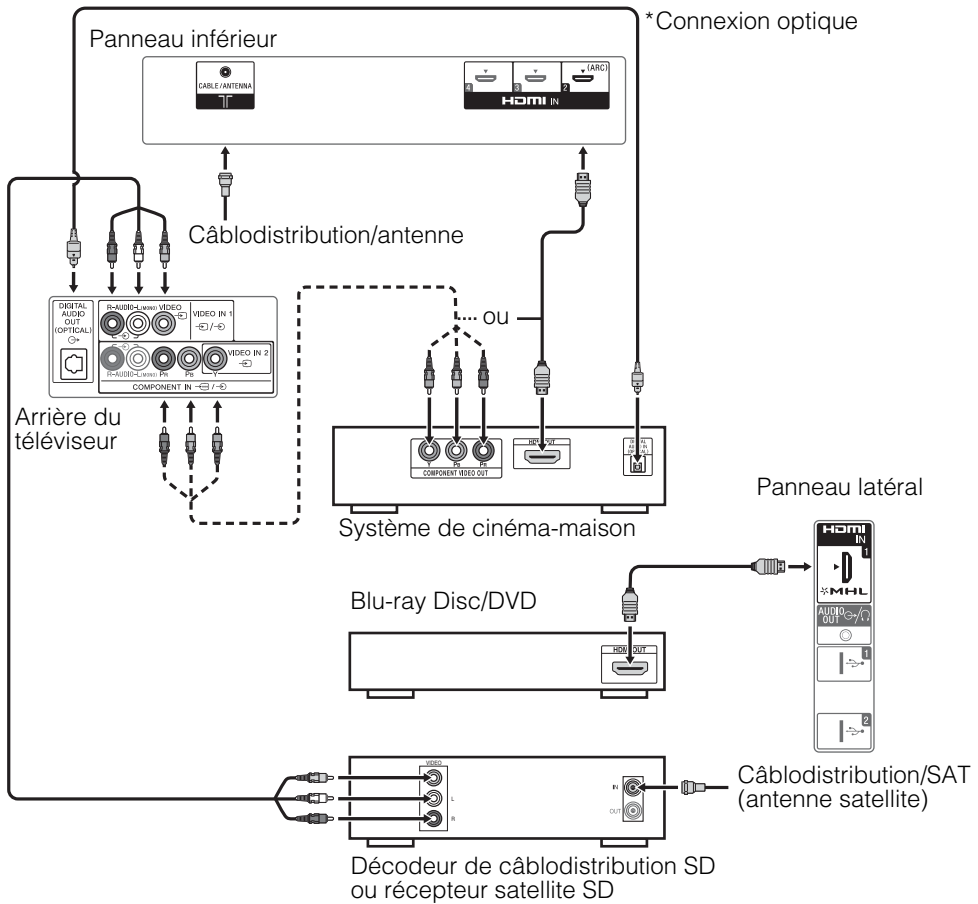 *Connexion optique
Panneau inférieur
CABLE/ANTENNA
4
3
2
(ARC)
HDMI IN
Câblodistribution/antenne
DIGITAL
AUDIO
OUT
(OPTICAL)
R-AUDIO-L(MONO) VÍDEO
VIDEO IN 1
VIDEO IN 2
R-AUDIO-L(MONO) PR PB Y
COMPONENT IN
ou
Arrière du
téléviseur
Y PB PR
COMPONENT VIDEO OUT
HDMI OUT
DIGITAL
AUDIO IN
(OPTICAL)
Système de cinéma-maison
Panneau latéral
HDMI
IN
1
MHL
AUDIO
OUT
1
2
Blu-ray Disc/DVD
HDMI OUT
VIDEO
L
R
IN
OUT
Câblodistribution/SAT
(antenne satellite)
Décodeur de câblodistribution SD
ou récepteur satellite SD